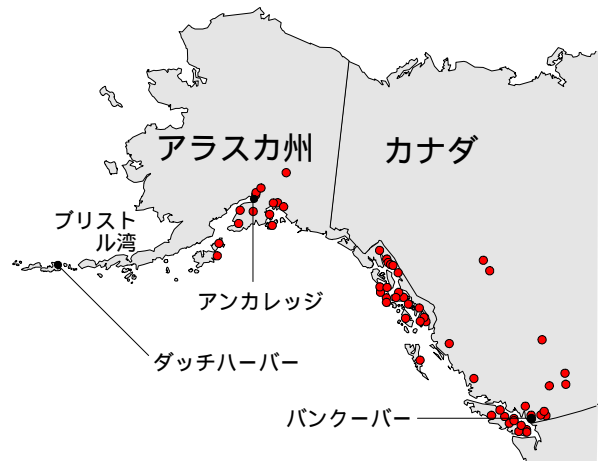 アラスカ州
カナダ
ブリスト
ル湾
アンカレッジ
ダッチハーバー
バンクーバー